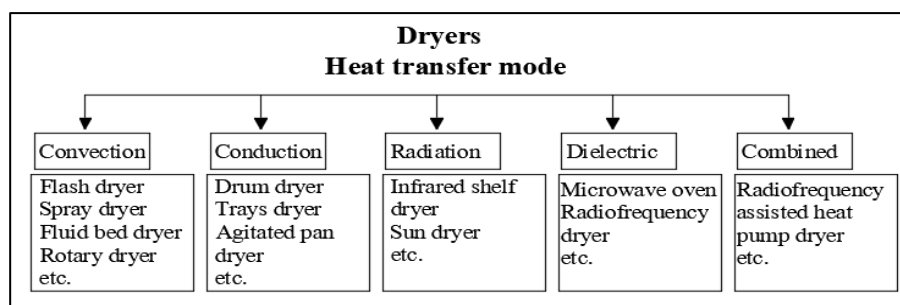 Dryers
Heat transfer mode
Convection
Conduction
Radiation
Dielectric
Combined
Flash dryer
Spray dryer
Fluid bed dryer
Rotary dryer
etc.
Drum dryer
Trays dryer
Agitated pan
dryer
etc.
Infrared shelf
dryer
Sun dryer
etc.
Microwave oven
Radiofrequency
dryer
etc.
Radiofrequency
assisted heat
pump dryer
etc.